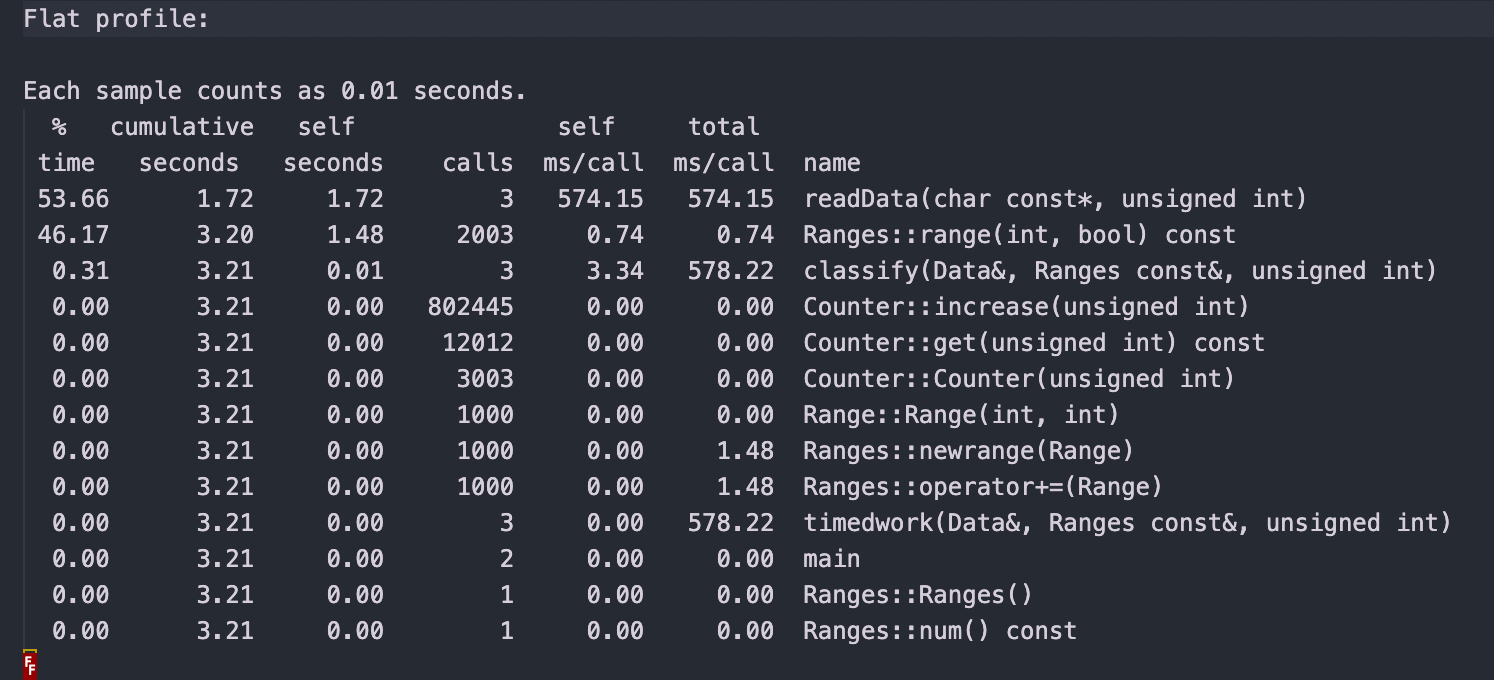 Flat profile:
Each sample counts as 0.01 seconds.
% cumulative self self total
time seconds seconds calls ms/call ms/call name
53.66 1.72 1.72 3 574.15 574.15 readData(char const*, unsigned int)
46.17 3.20 1.48 2003 0.74 0.74 Ranges::range(int, bool) const
0.31 3.21 0.01 3 3.34 578.22 classify(Data&, Ranges const&, unsigned int)
0.00 3.21 0.00 802445 0.00 0.00 Counter::increase(unsigned int)
0.00 3.21 0.00 12012 0.00 0.00 Counter::get(unsigned int) const
0.00 3.21 0.00 3003 0.00 0.00 Counter::Counter(unsigned int)
0.00 3.21 0.00 1000 0.00 0.00 Range::Range(int, int)
0.00 3.21 0.00 1000 0.00 1.48 Ranges::newrange(Range)
0.00 3.21 0.00 1000 0.00 1.48 Ranges::operator+=(Range)
0.00 3.21 0.00 3 0.00 578.22 timedwork(Data&, Ranges const&, unsigned int)
0.00 3.21 0.00 2 0.00 0.00 main
0.00 3.21 0.00 1 0.00 0.00 Ranges::Ranges()
0.00 3.21 0.00 1 0.00 0.00 Ranges::num() const
FF